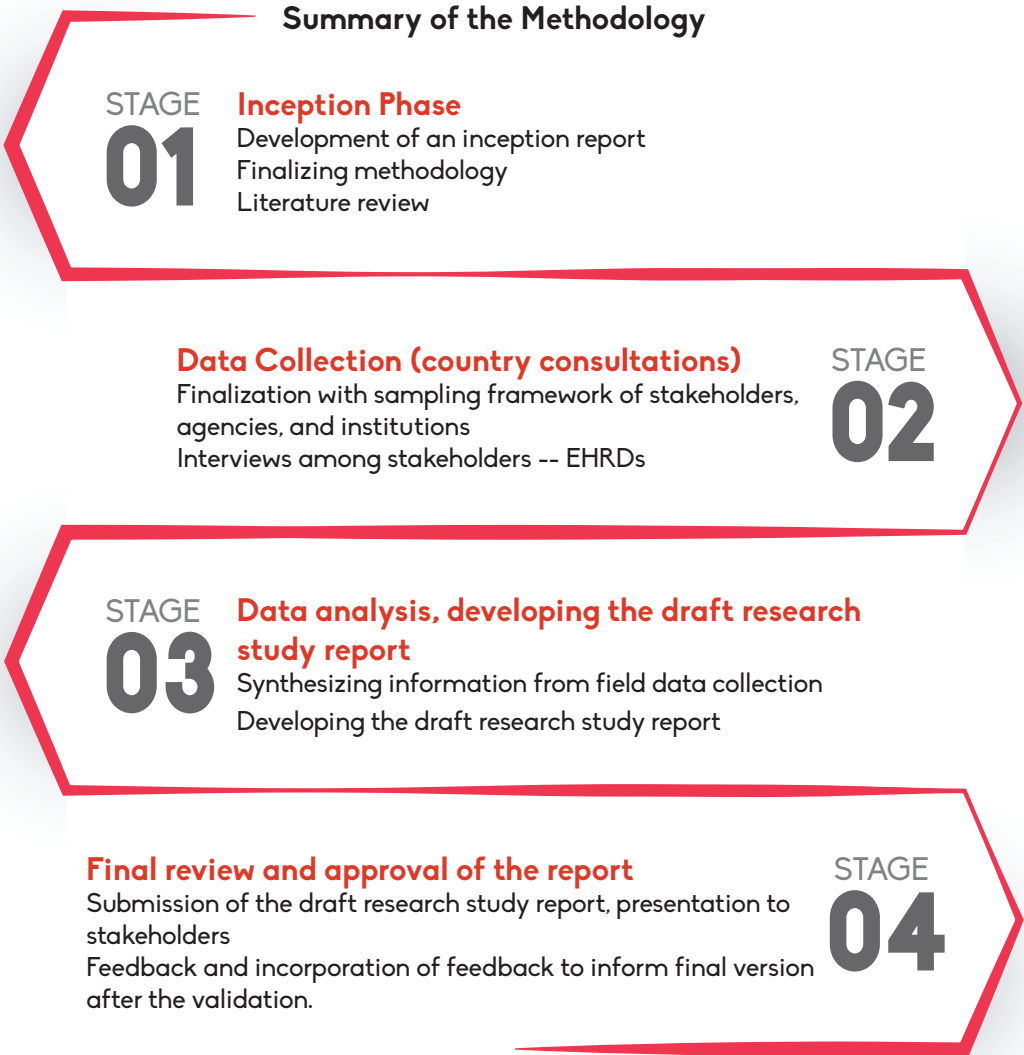 Summary of the Methodology
STAGE
01
Inception Phase
Development of an inception report
Finalizing methodology
Literature review
Data Collection (country consultations)
Finalization with sampling framework of stakeholders,
agencies, and institutions
Interviews among stakeholders -- EHRDs
STAGE
02
STAGE
03
Data analysis, developing the draft research
study report
Synthesizing information from field data collection
Developing the draft research study report
Final review and approval of the report
Submission of the draft research study report, presentation to
stakeholders
Feedback and incorporation of feedback to inform final version
after the validation.
STAGE
04